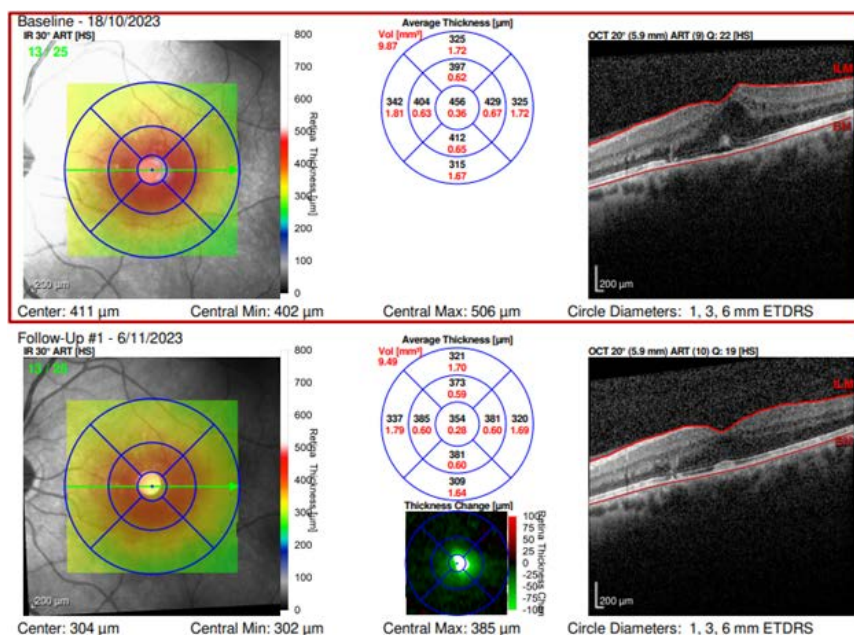 Baseline - 18/10/2023
IR 30° ART [HS]
13 / 25
200 µm
800
700
600
500
400
300
200
100
0
Retina Thickness [µm]
Average Thickness [µm]
Vol [mm³]
9.87
325
1.72
397
0.62
342 404 456 429 325
1.81 0.63 0.36 0.67 1.72
412
0.65
315
1.67
OCT 20° (5.9 mm) ART (9) Q: 22 [HS]
ILM
BM
200 µm
Center: 411 µm Central Min: 402 µm Central Max: 506 µm Circle Diameters: 1, 3, 6 mm ETDRS
Follow-Up #1 - 6/11/2023
IR 30° ART [HS]
13 / 25
200 µm
800
700
600
500
400
300
200
100
0
Retina Thickness [µm]
Average Thickness [µm]
Vol [mm³]
9.49
321
1.70
373
0.59
337 385 354 381 320
1.79 0.60 0.28 0.60 1.69
381
0.60
309
1.64
Thickness Change [µm]
100
75
50
25
0
-25
-50
-75
-100
Retina Thickness Chan
OCT 20° (5.9 mm) ART (10) Q: 19 [HS]
ILM
BM
200 µm
Center: 304 µm Central Min: 302 µm Central Max: 385 µm Circle Diameters: 1, 3, 6 mm ETDRS